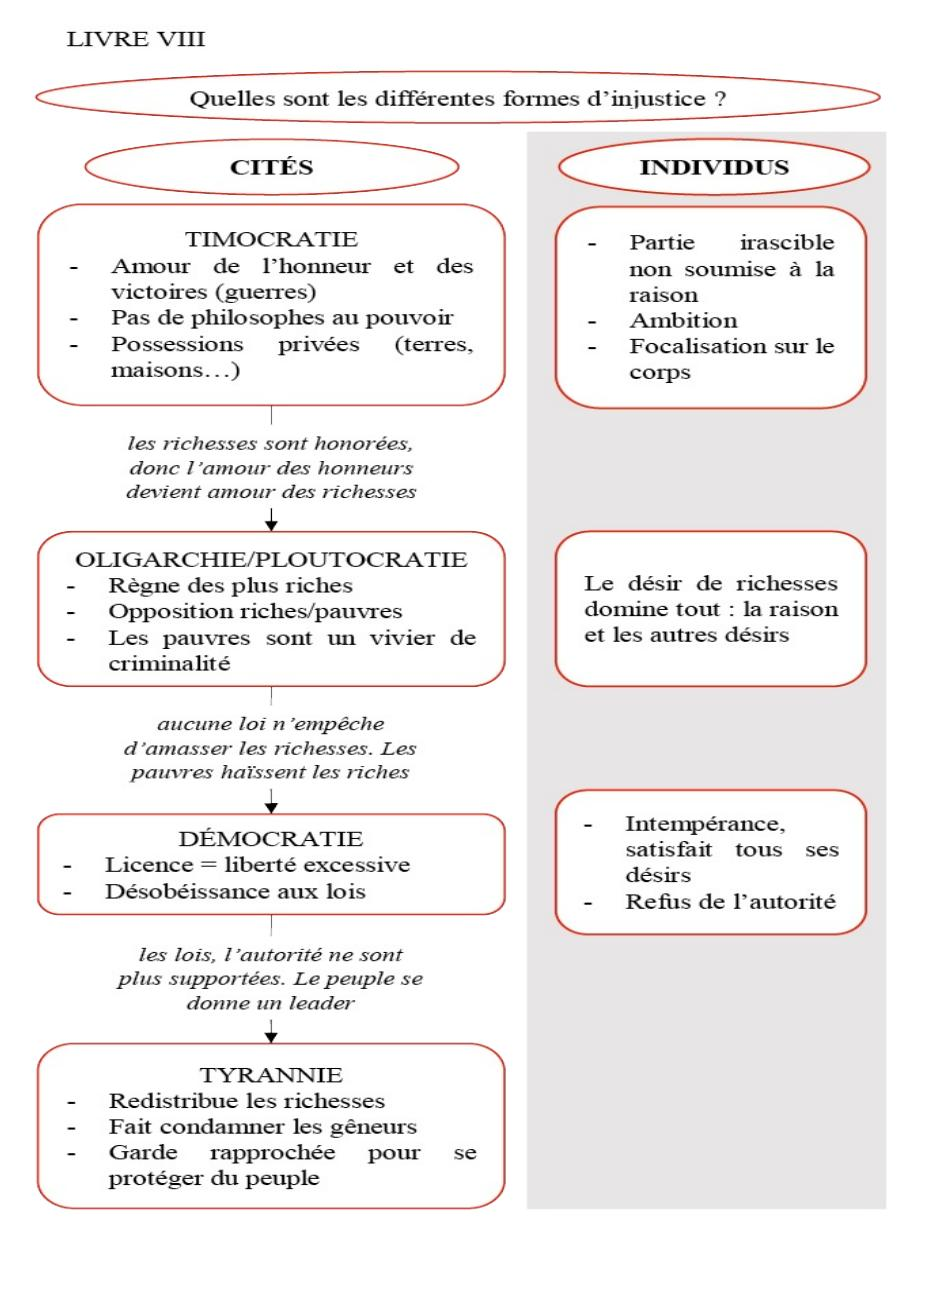 LIVRE VIII
Quelles sont les différentes formes d’injustice ?
CITÉS
TIMOCRATIE
- Amour de l’honneur et des
victoires (guerres)
- Pas de philosophes au pouvoir
- Possessions privées (terres,
maisons…)
les richesses sont honorées,
donc l’amour des honneurs
devient amour des richesses
OLIGARCHIE/PLOUTOCRATIE
- Règne des plus riches
- Opposition riches/pauvres
- Les pauvres sont un vivier de
criminalité
aucune loi n’empêche
d’amasser les richesses. Les
pauvres haïssent les riches
DÉMOCRATIE
- Licence = liberté excessive
- Désobéissance aux lois
les lois, l’autorité ne sont
plus supportées. Le peuple se
donne un leader
TYRANNIE
- Redistribue les richesses
- Fait condamner les gêneurs
- Garde rapprochée pour se
protéger du peuple
INDIVIDUS
- Partie irascible
non soumise à la
raison
- Ambition
- Focalisation sur le
corps
Le désir de richesses
domine tout : la raison
et les autres désirs
- Intempérance,
satisfait tous ses
désirs
- Refus de l’autorité